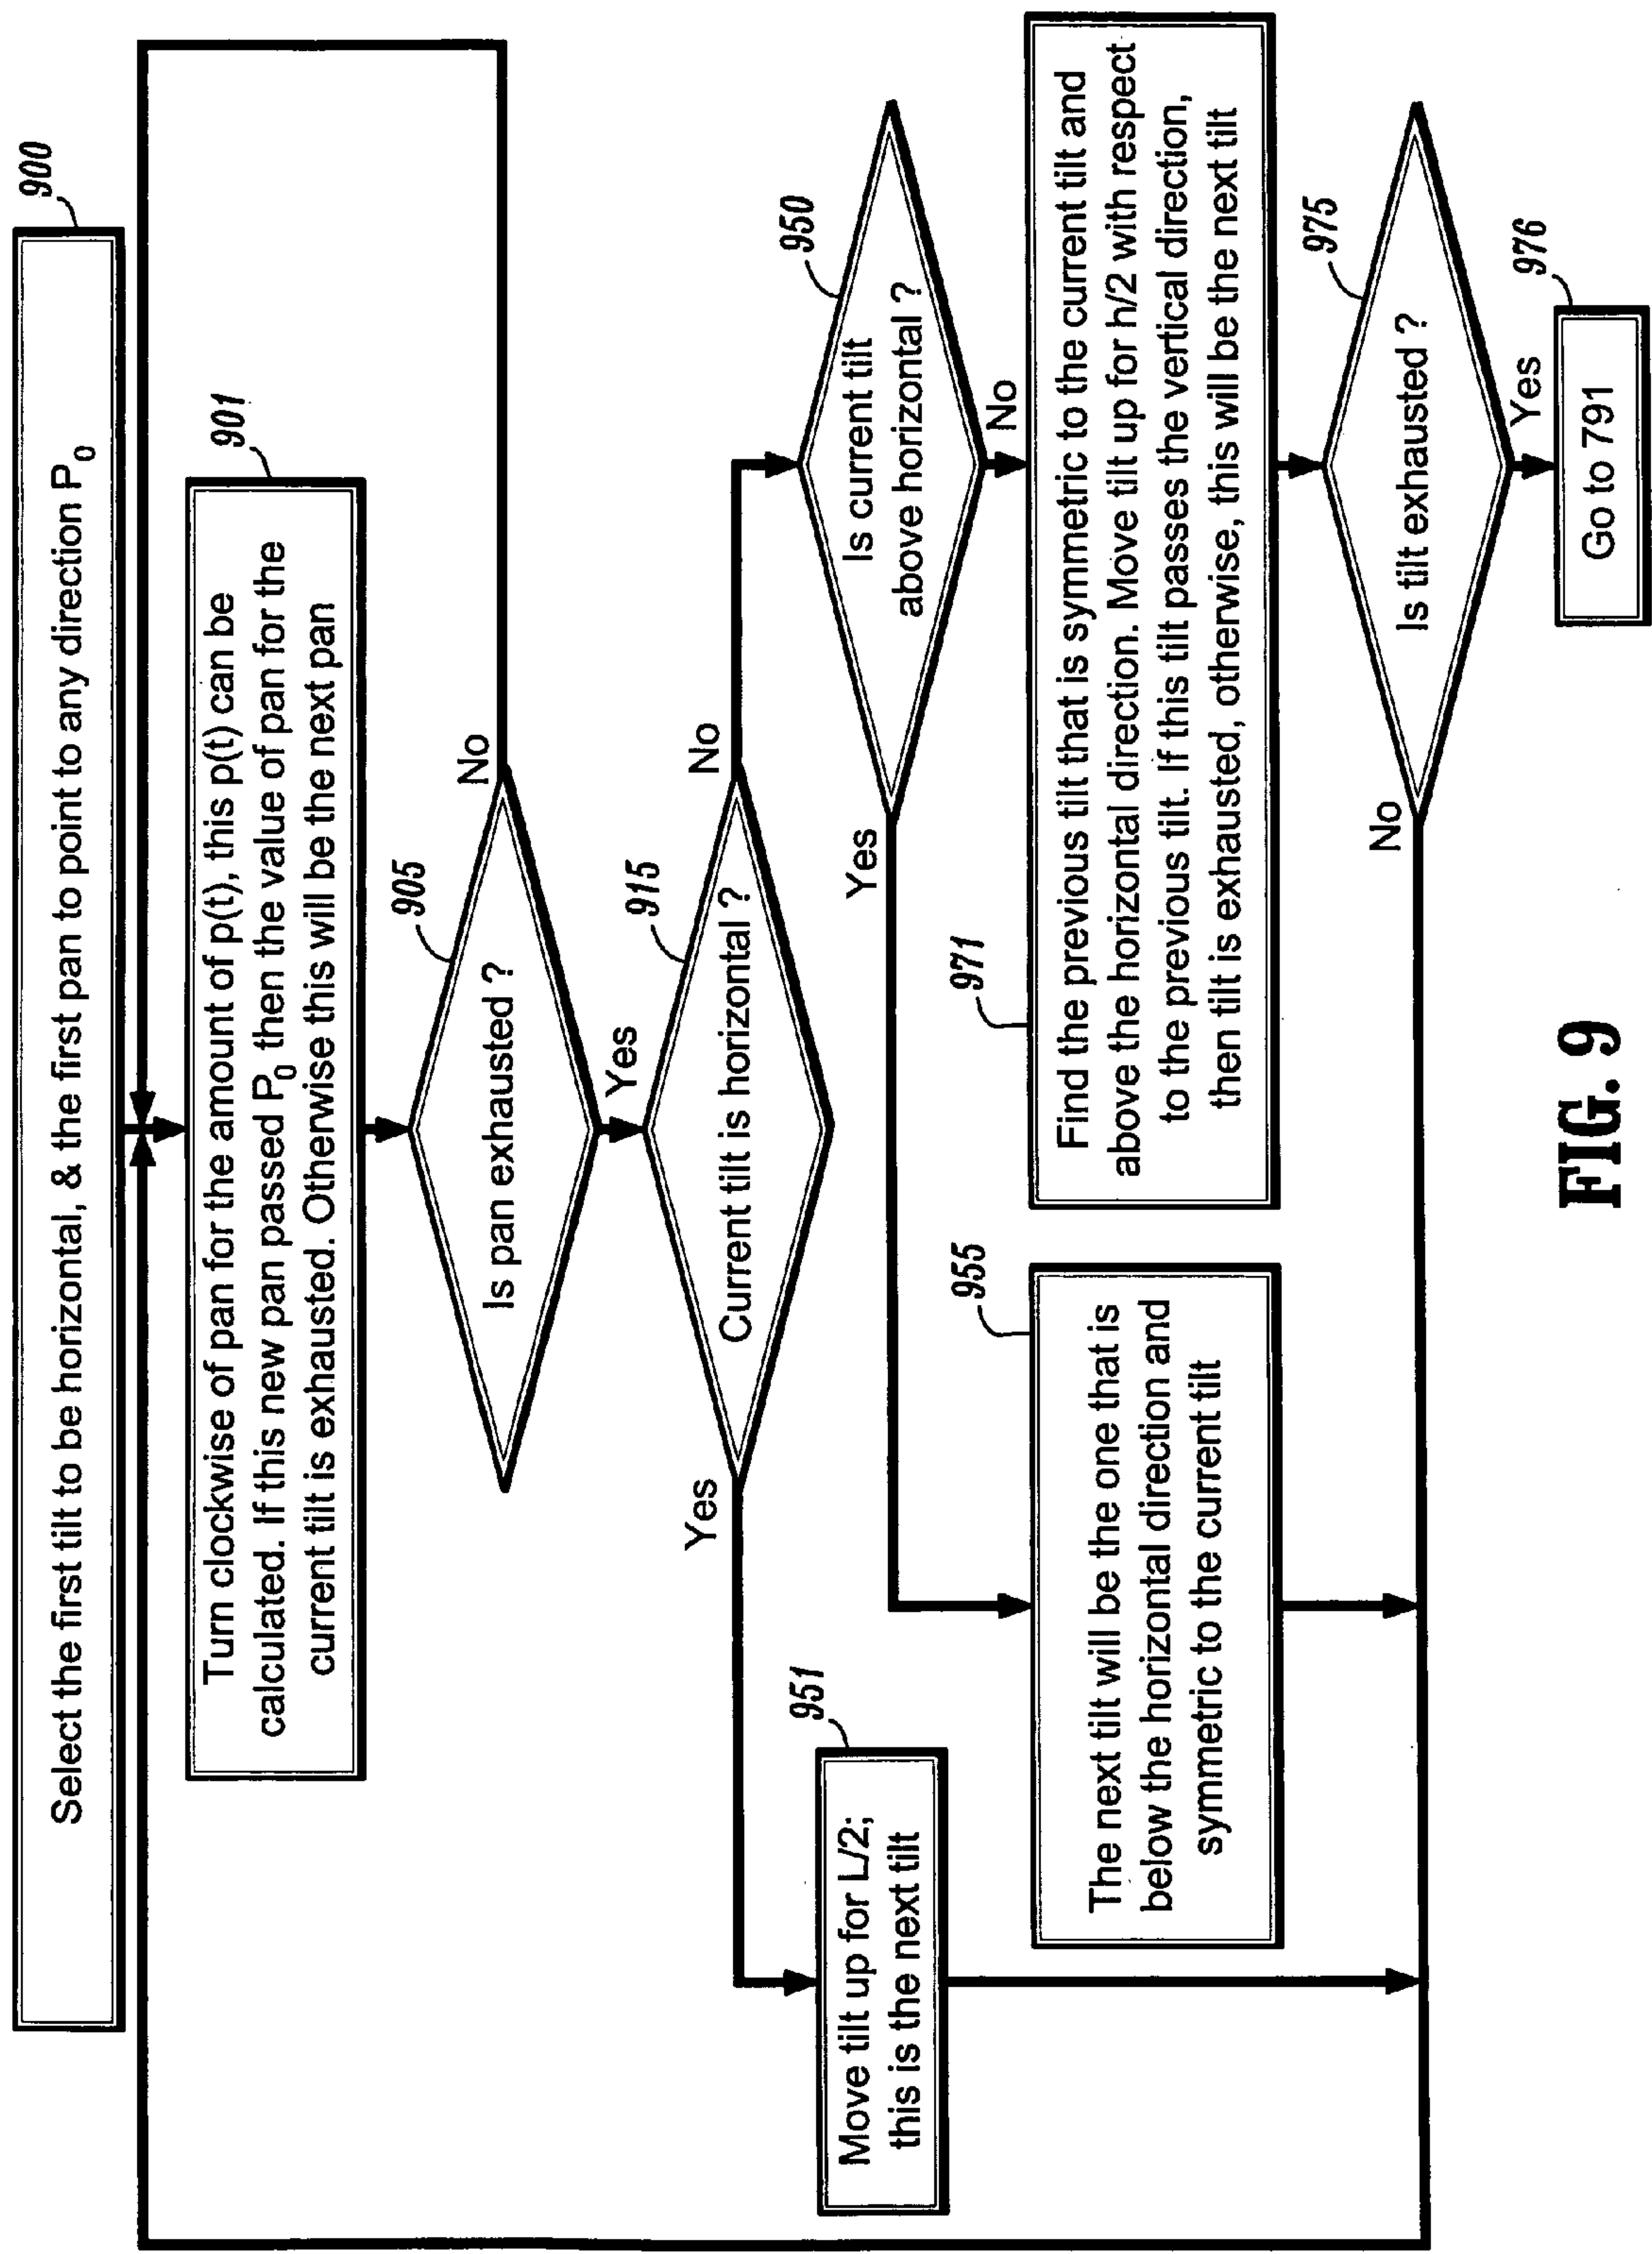 900
Select the first tilt to be horizontal, & the first pan to point to any direction P0
901
Turn clockwise of pan for the amount of p(t), this p(t) can be
calculated. If this new pan passed P0 then the value of pan for the
current tilt is exhausted. Otherwise this will be the next pan
905
Is pan exhausted ?
No
Yes
915
Current tilt is horizontal ?
Yes
No
951
Move tilt up for L/2;
this is the next tilt
950
Is current tilt
above horizontal ?
Yes
No
955
The next tilt will be the one that is
below the horizontal direction and
symmetric to the current tilt
971
Find the previous tilt that is symmetric to the current tilt and
above the horizontal direction. Move tilt up for h/2 with respect
to the previous tilt. If this tilt passes the vertical direction,
then tilt is exhausted, otherwise, this will be the next tilt
975
Is tilt exhausted ?
No
Yes
976
Go to 791
FIG. 9